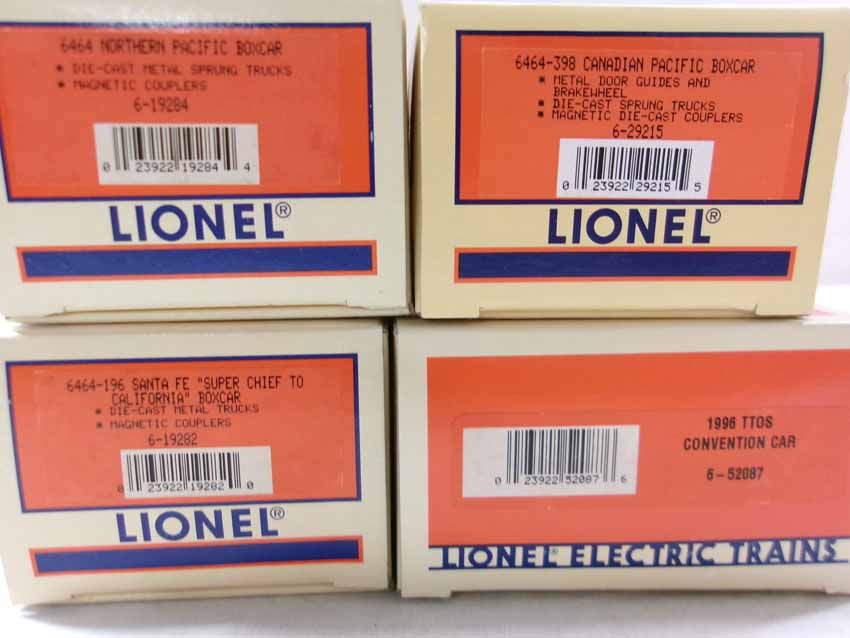 6464 NORTHERN PACIFIC BOXCAR
▪ DIE-CAST METAL SPRUNG TRUCKS
▪ MAGNETIC COUPLERS
6-19284
0 23922 19284 4
LIONEL®
6464-398 CANADIAN PACIFIC BOXCAR
▪ METAL DOOR GUIDES AND
BRAKEWHEEL
▪ DIE-CAST SPRUNG TRUCKS
▪ MAGNETIC DIE-CAST COUPLERS
6-29215
0 23922 29215 5
LIONEL®
6464-196 SANTA FE "SUPER CHIEF TO
CALIFORNIA" BOXCAR
▪ DIE-CAST METAL TRUCKS
▪ MAGNETIC COUPLERS
6-19282
0 23922 19282 0
LIONEL®
1996 TTOS
CONVENTION CAR
6-52087
0 23922 52087 6
LIONEL® ELECTRIC TRAINS